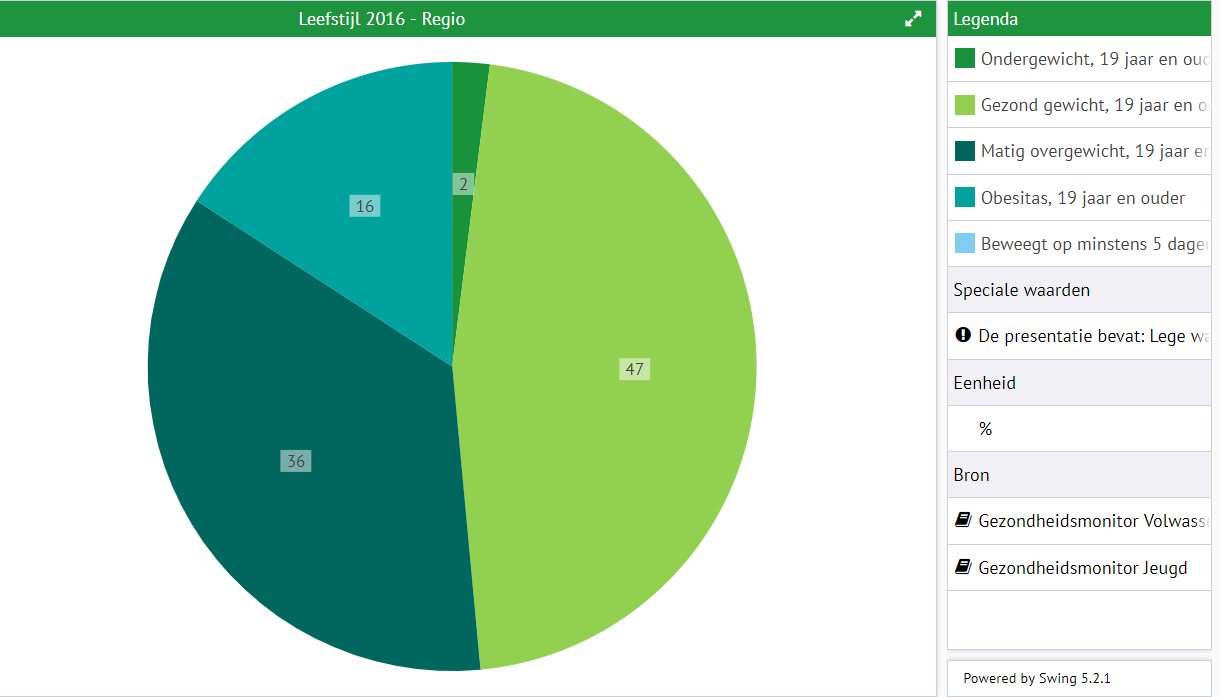 Leefstijl 2016 - Regio
2
16
47
36
Legenda
Ondergewicht, 19 jaar en
Gezond gewicht, 19 jaar en
Matig overgewicht, 19 jaar
Obesitas, 19 jaar en ouder
Beweegt op minstens 5
Speciale waarden
De presentatie bevat: Lege
Eenheid
%
Bron
Gezondheidsmonitor
Gezondheidsmonitor Jeugd
Powered by Swing 5.2.1